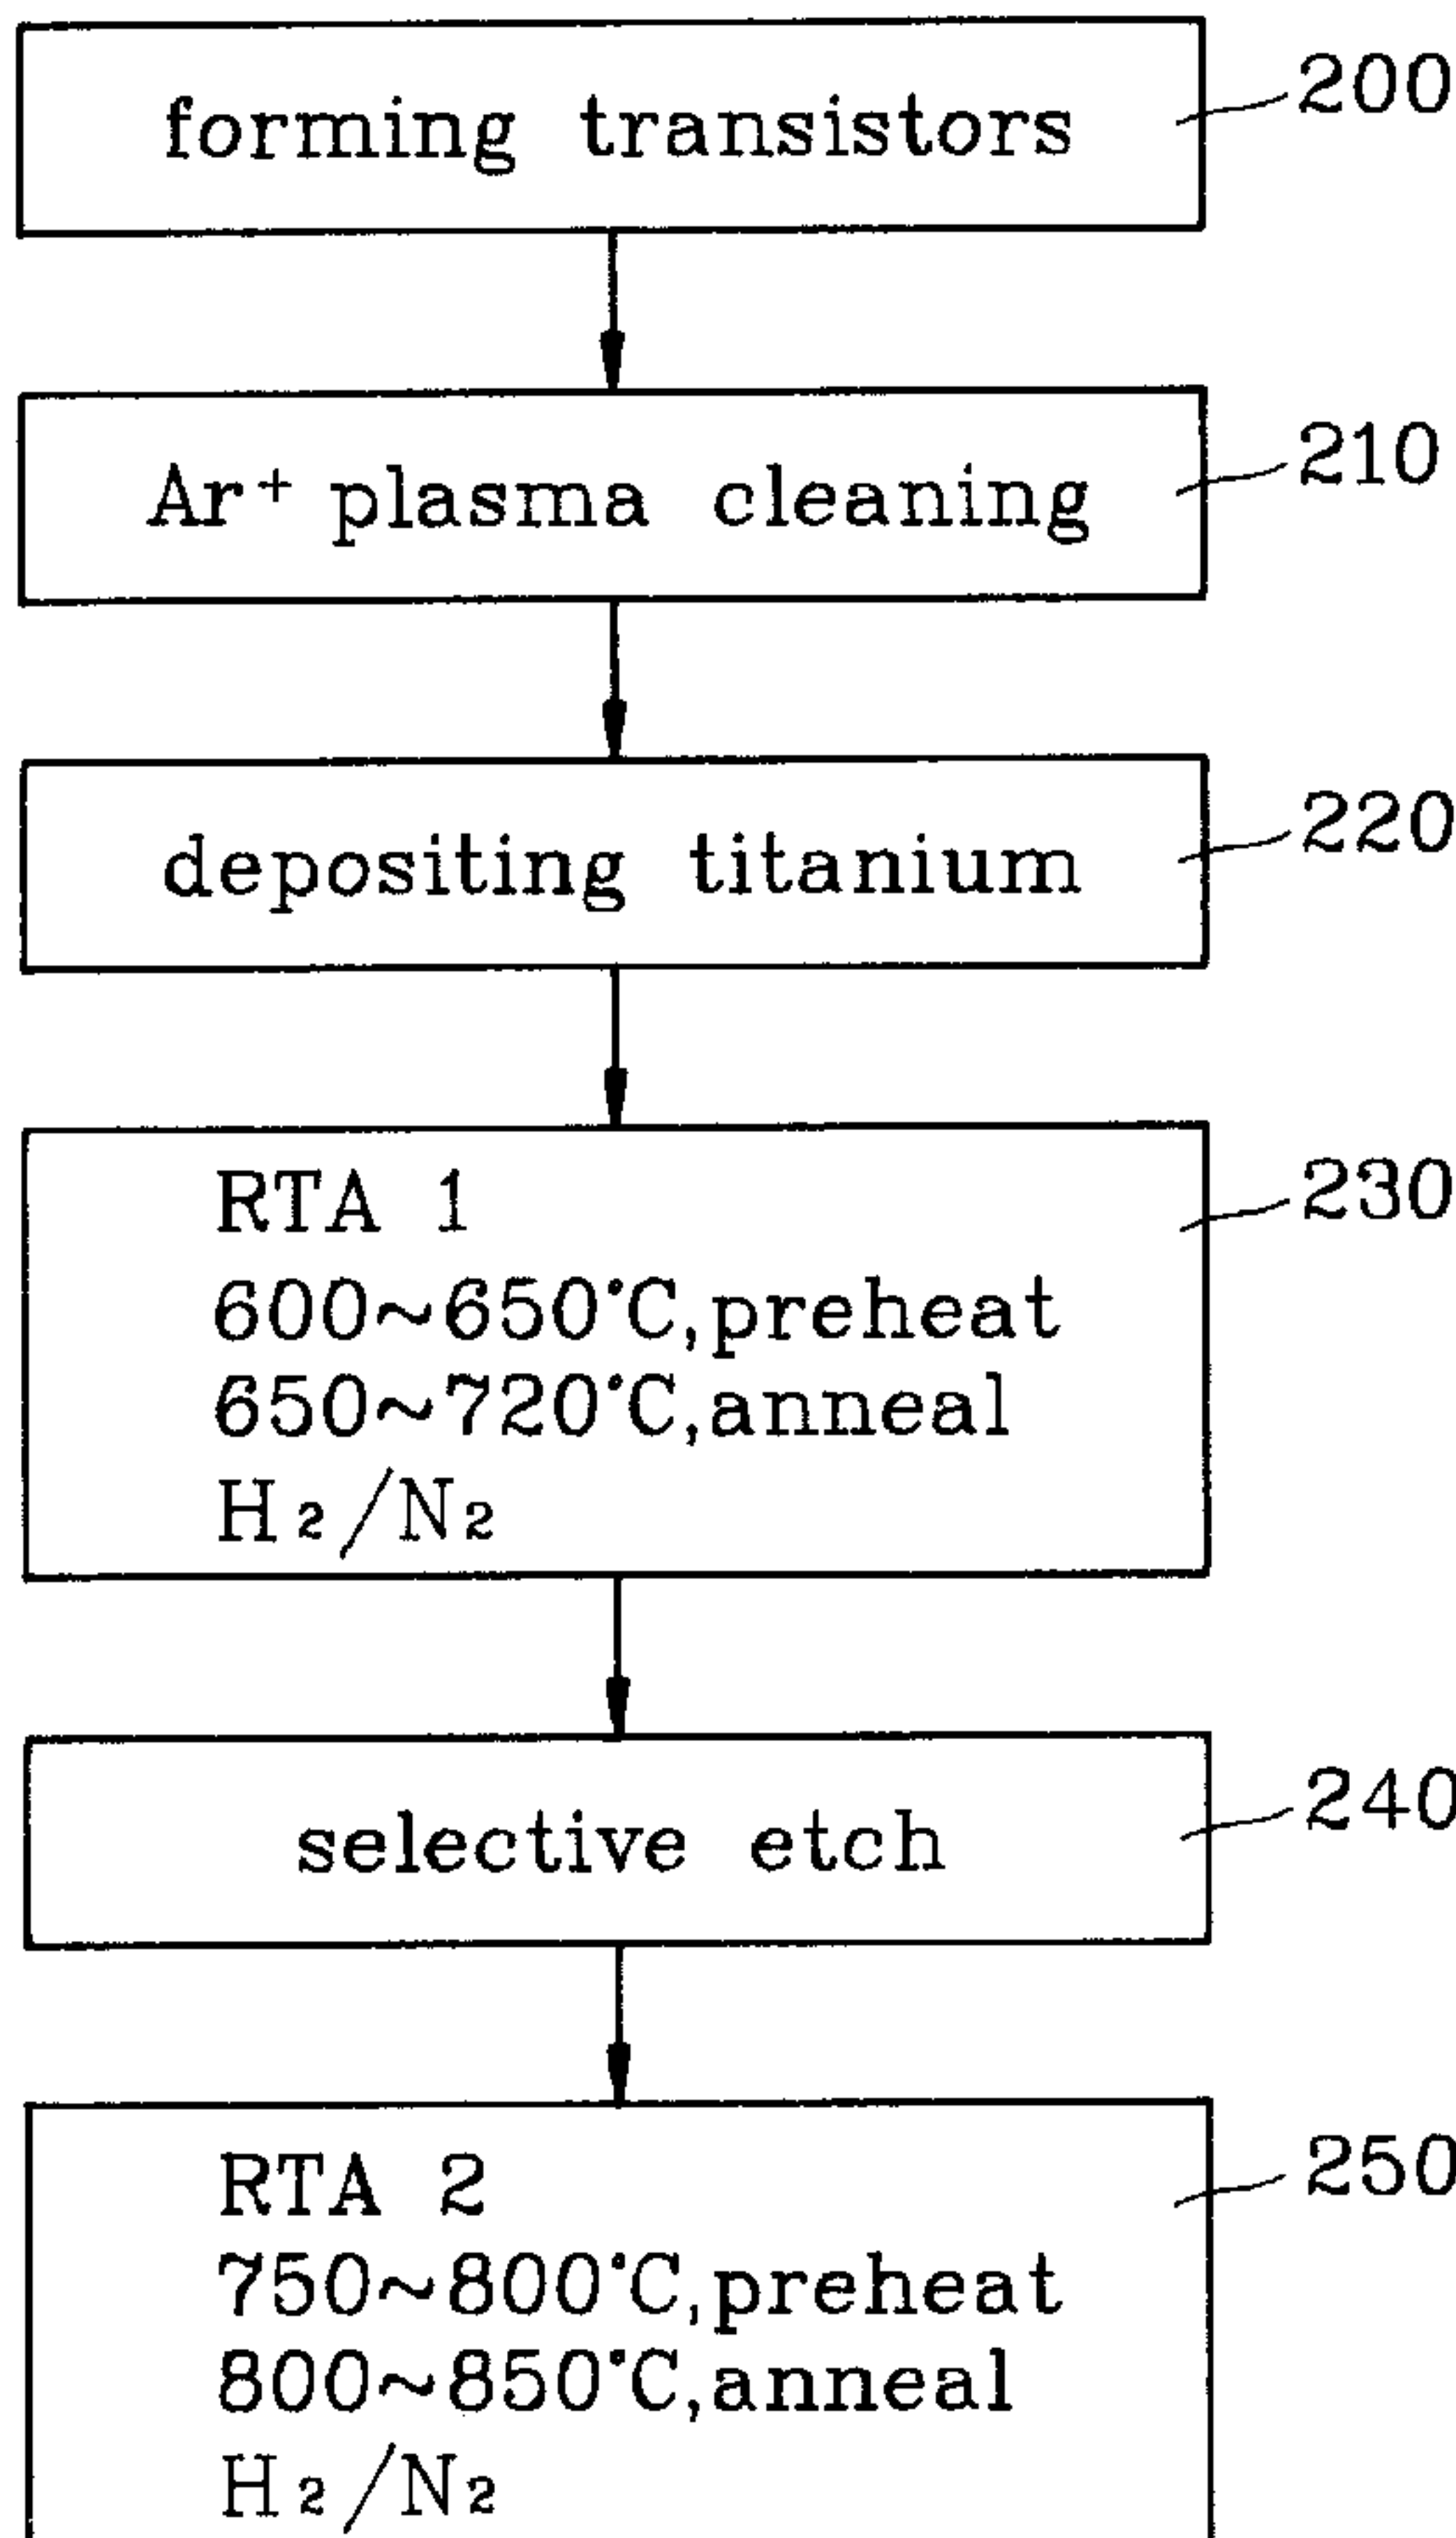 forming transistors
200
Ar⁺ plasma cleaning
210
depositing titanium
220
RTA 1
230
600~650°C,preheat
650~720°C,anneal
H₂/N₂
selective etch
240
RTA 2
250
750~800°C,preheat
800~850°C,anneal
H₂/N₂